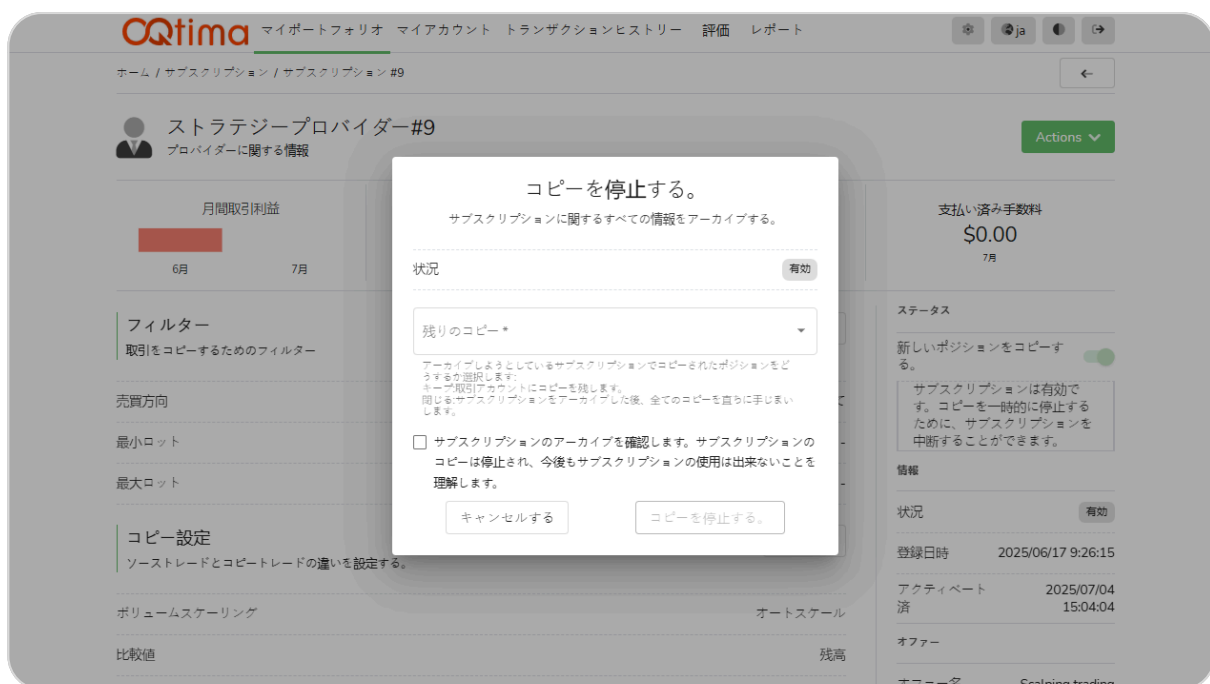 OQtima マイポートフォリオ マイアカウント トランザクションヒストリー 評価 レポート ja
ホーム / サブスクリプション / サブスクリプション #9
ストラテジープロバイダー#9
プロバイダーに関する情報
Actions
月間取引利益
6月 7月
支払い済み手数料
$0.00
7月
コピーを停止する。
サブスクリプションに関するすべての情報をアーカイブする。
状況 有効
残りのコピー *
アーカイブしようとしているサブスクリプションでコピーされたポジションをど
うするか選択します:
キープ:取引アカウントにコピーを残します。
閉じる:サブスクリプションをアーカイブした後、全てのコピーを直ちに手じまい
します。
サブスクリプションのアーカイブを確認します。サブスクリプションの
コピーは停止され、今後もサブスクリプションの使用は出来ないことを
理解します。
キャンセルする コピーを停止する。
フィルター
取引をコピーするためのフィルター
売買方向 て
最小ロット -
最大ロット -
コピー設定
ソーストレードとコピートレードの違いを設定する。
ボリュームスケーリング オートスケール
比較値 残高
ステータス
新しいポジションをコピーす
る。
サブスクリプションは有効で
す。コピーを一時的に停止する
ために、サブスクリプションを
中断することができます。
情報
状況 有効
登録日時 2025/06/17 9:26:15
アクティベート 2025/07/04
済 15:04:04
オファー
オファー名 Scalping trading